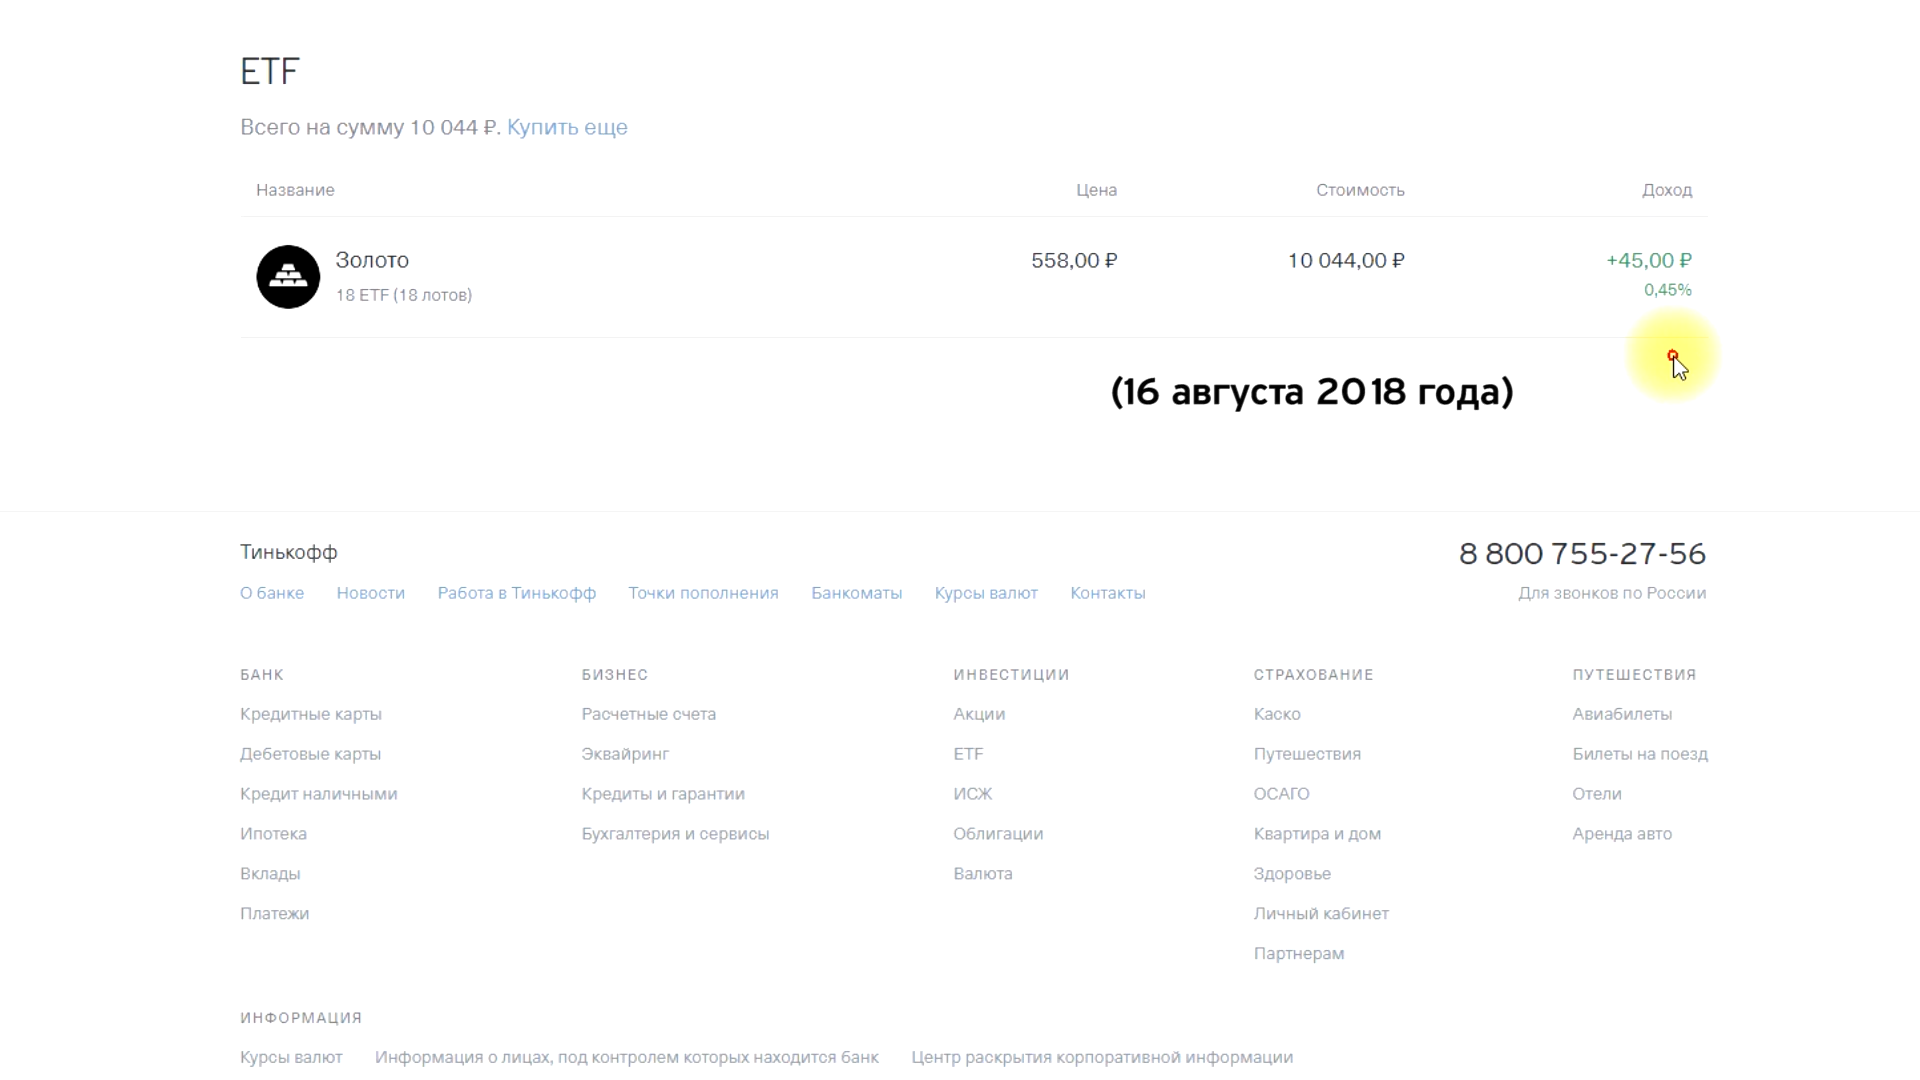 ETF
Всего на сумму 10 044 ₽. Купить еще
Название Цена Стоимость Доход
Золото 558,00 ₽ 10 044,00 ₽ +45,00 ₽
18 ETF (18 лотов) 0,45%
(16 августа 2018 года)
Тинькофф 8 800 755-27-56
О банке Новости Работа в Тинькофф Точки пополнения Банкоматы Курсы валют Контакты Для звонков по России
БАНК БИЗНЕС ИНВЕСТИЦИИ СТРАХОВАНИЕ ПУТЕШЕСТВИЯ
Кредитные карты Расчетные счета Акции Каско Авиабилеты
Дебетовые карты Эквайринг ETF Путешествия Билеты на поезд
Кредит наличными Кредиты и гарантии ИСЖ ОСАГО Отели
Ипотека Бухгалтерия и сервисы Облигации Квартира и дом Аренда авто
Вклады Валюта Здоровье
Платежи Личный кабинет
Партнерам
ИНФОРМАЦИЯ
Курсы валют Информация о лицах, под контролем которых находится банк Центр раскрытия корпоративной информации